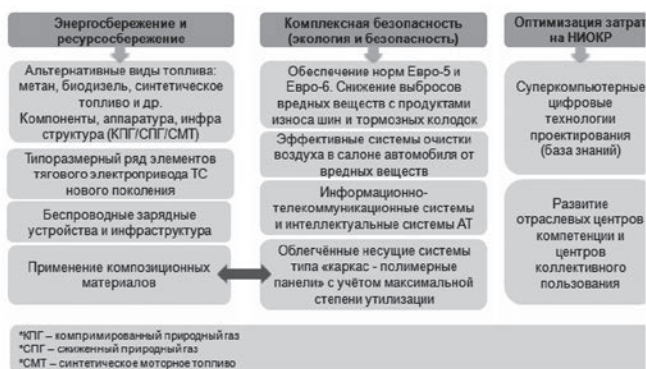 Энергосбережение и
ресурсосбережение
Альтернативные виды топлива:
метан, биодизель, синтетическое
топливо и др.
Компоненты, аппаратура, инфра
структура (КПГ/СПГ/СМТ)
Типоразмерный ряд элементов
тягового электропривода ТС
нового поколения
Беспроводные зарядные
устройства и инфраструктура
Применение композиционных
материалов
Комплексная безопасность
(экология и безопасность)
Обеспечение норм Евро-5 и
Евро-6. Снижение выбросов
вредных веществ с продуктами
износа шин и тормозных колодок
Эффективные системы очистки
воздуха в салоне автомобиля от
вредных веществ
Информационно-
телекоммуникационные системы
и интеллектуальные системы АТ
Облегчённые несущие системы
типа «каркас - полимерные
панели» с учётом максимальной
степени утилизации
Оптимизация затрат
на НИОКР
Суперкомпьютерные
цифровые
технологии
проектирования
(база знаний)
Развитие
отраслевых центров
компетенции и
центров
коллективного
пользования
*КПГ – компримированный природный газ
*СПГ – сжиженный природный газ
*СМТ – синтетическое моторное топливо